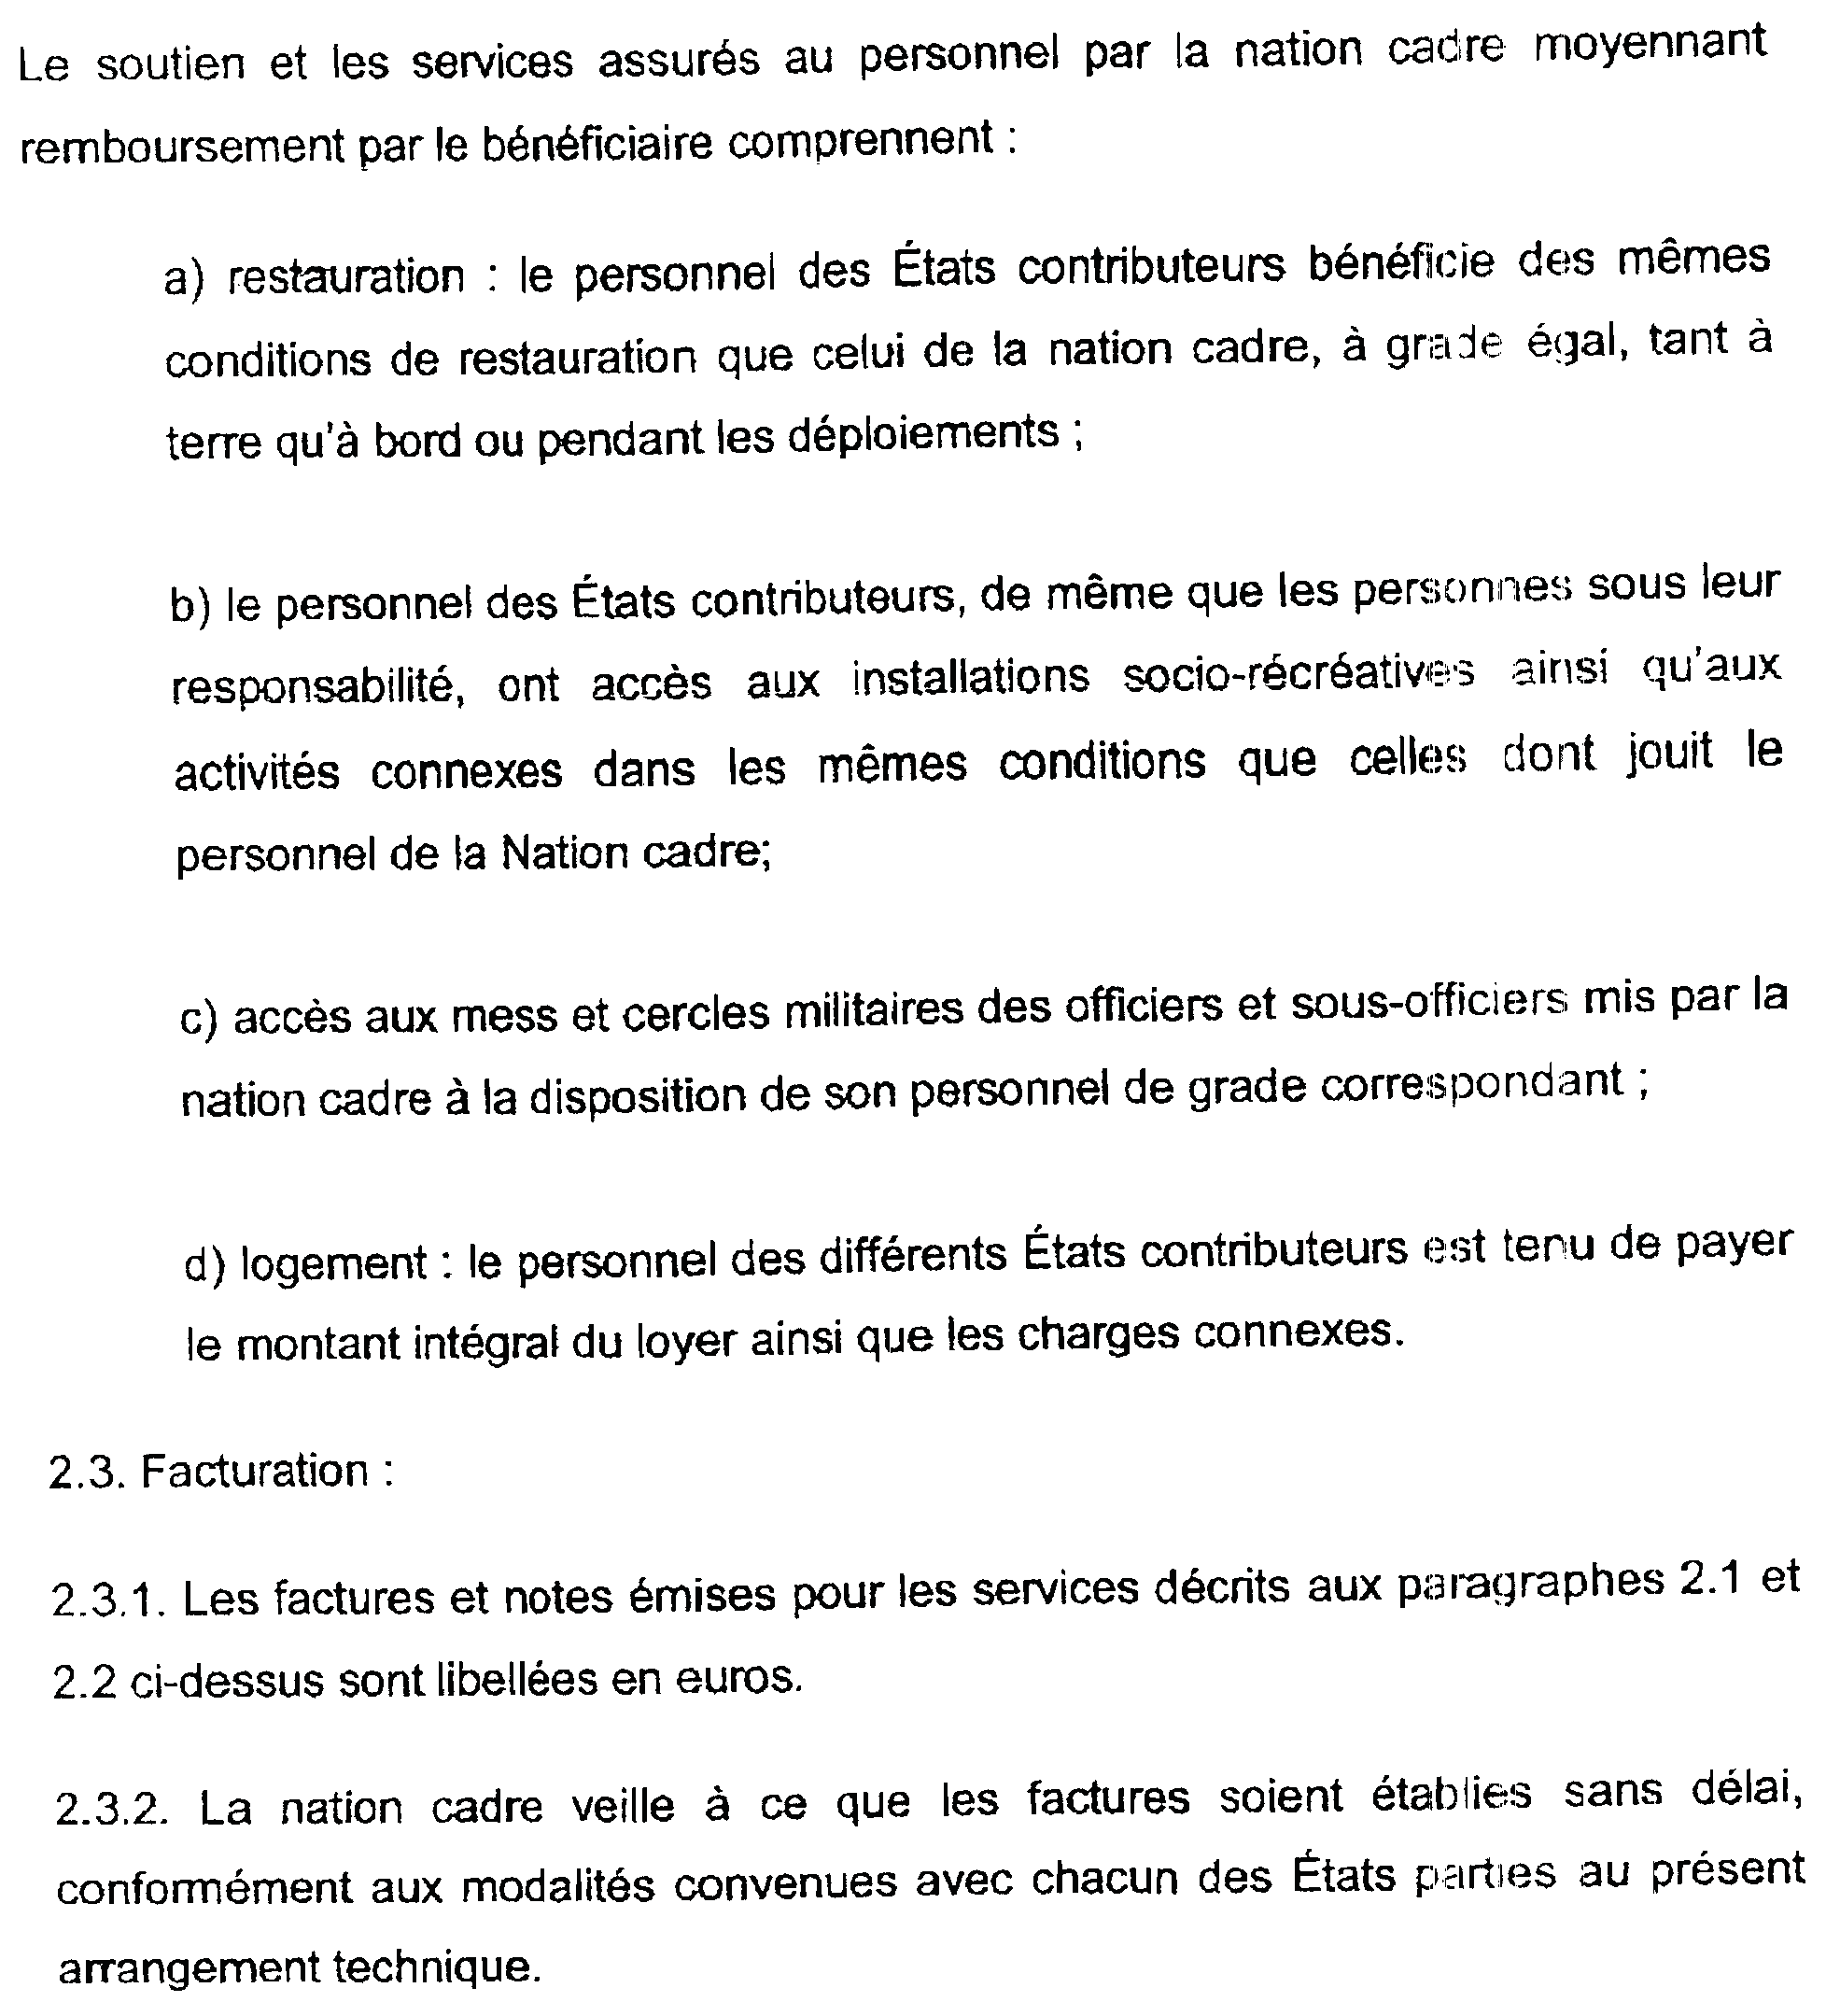 Le soutien et les services assurés au personnel par la nation cadre moyennant
remboursement par le bénéficiaire comprennent :
a) restauration : le personnel des États contributeurs bénéficie des mêmes
conditions de restauration que celui de la nation cadre, à grade égal, tant à
terre qu'à bord ou pendant les déploiements ;
b) le personnel des États contributeurs, de même que les personnes sous leur
responsabilité, ont accès aux installations socio-récréatives ainsi qu'aux
activités connexes dans les mêmes conditions que celles dont jouit le
personnel de la Nation cadre;
c) accès aux mess et cercles militaires des officiers et sous-officiers mis par la
nation cadre à la disposition de son personnel de grade correspondant ;
d) logement : le personnel des différents États contributeurs est tenu de payer
le montant intégral du loyer ainsi que les charges connexes.
2.3. Facturation :
2.3.1. Les factures et notes émises pour les services décrits aux paragraphes 2.1 et
2.2 ci-dessus sont libellées en euros.
2.3.2. La nation cadre veille à ce que les factures soient établies sans délai,
conformément aux modalités convenues avec chacun des États parties au présent
arrangement technique.